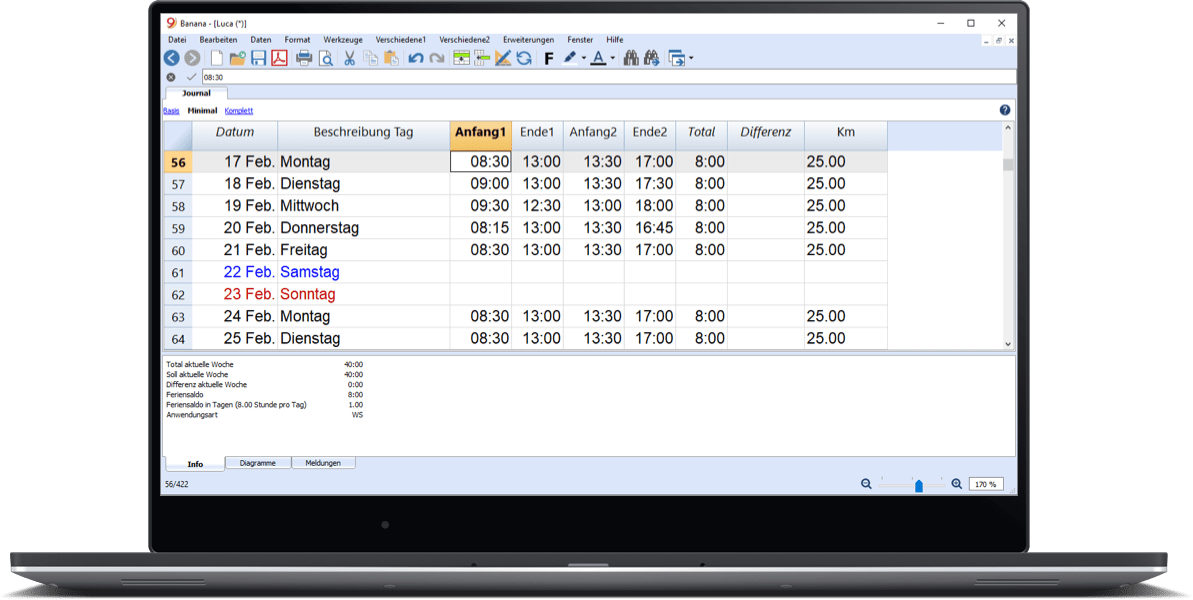 Banana - [Luca (*)]
Datei Bearbeiten Daten Format Werkzeuge Verschiedene1 Verschiedene2 Erweiterungen Fenster Hilfe
F A
08:30
Journal
Basis Minimal Komplett
Datum Beschreibung Tag Anfang1 Ende1 Anfang2 Ende2 Total Differenz Km
56 17 Feb. Montag 08:30 13:00 13:30 17:00 8:00 25.00
57 18 Feb. Dienstag 09:00 13:00 13:30 17:30 8:00 25.00
58 19 Feb. Mittwoch 09:30 12:30 13:00 18:00 8:00 25.00
59 20 Feb. Donnerstag 08:15 13:00 13:30 16:45 8:00 25.00
60 21 Feb. Freitag 08:30 13:00 13:30 17:00 8:00 25.00
61 22 Feb. Samstag
62 23 Feb. Sonntag
63 24 Feb. Montag 08:30 13:00 13:30 17:00 8:00 25.00
64 25 Feb. Dienstag 08:30 13:00 13:30 17:00 8:00 25.00
Total aktuelle Woche 40:00
Soll aktuelle Woche 40:00
Differenz aktuelle Woche 0:00
Feriensaldo 8:00
Feriensaldo in Tagen (8.00 Stunde pro Tag) 1.00
Anwendungsart WS
Info Diagramme Meldungen
56/422 170 %